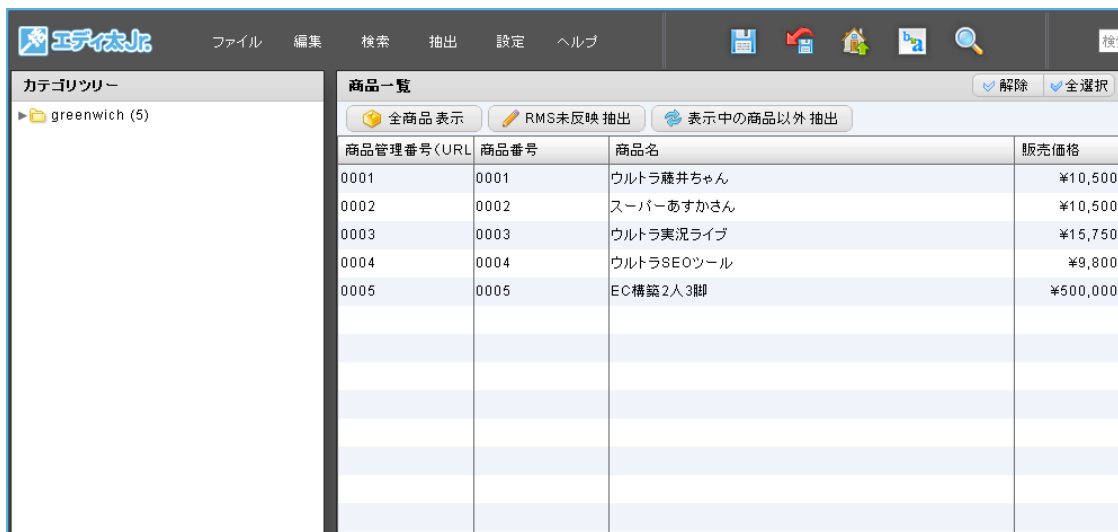 エディ太Jr. ファイル 編集 検索 抽出 設定 ヘルプ
カテゴリツリー
greenwich (5)
商品一覧 解除 全選択
全商品 表示 RMS未反映 抽出 表示中の商品以外 抽出
商品管理番号(URL 商品番号 商品名 販売価格
0001 0001 ウルトラ藤井ちゃん ¥10,500
0002 0002 スーパーあすかさん ¥10,500
0003 0003 ウルトラ実況ライブ ¥15,750
0004 0004 ウルトラSEOツール ¥9,800
0005 0005 EC構築2人3脚 ¥500,000